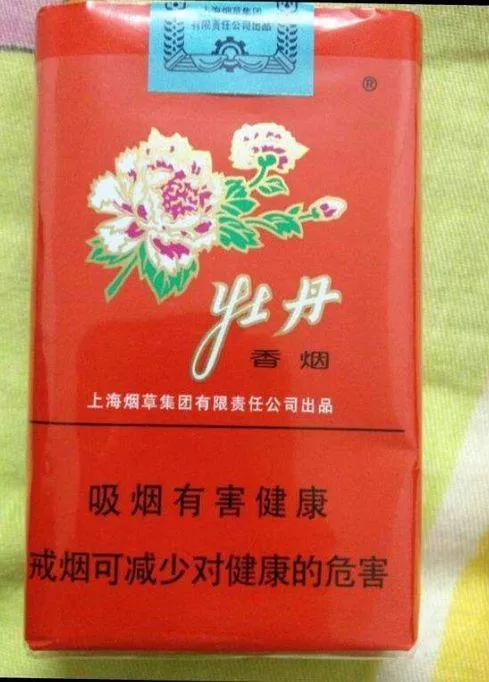 上海烟草集团
有限责任公司出品
®
牡丹
香烟
上海烟草集团有限责任公司出品
吸烟有害健康
戒烟可减少对健康的危害